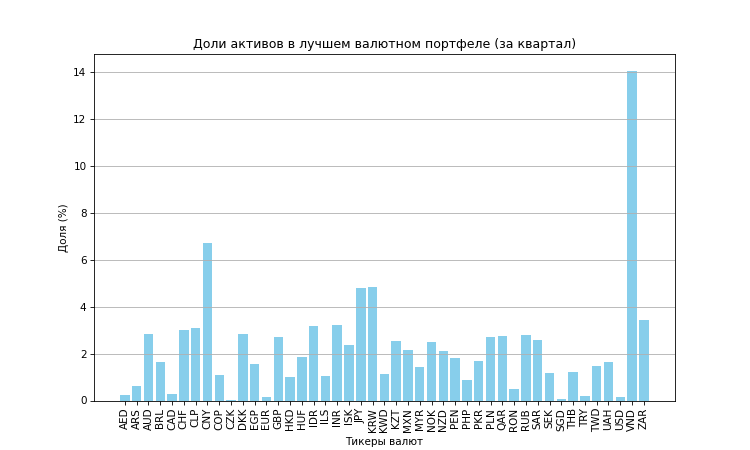 Доли активов в лучшем валютном портфеле (за квартал)
Доля (%)
14
12
10
8
6
4
2
0
AED ARS AUD BRL CAD CHF CLP CNY COP CZK DKK EGP EUR GBP HKD HUF IDR ILS INR ISK JPY KRW KWD KZT MXN MYR NOK NZD PEN PHP PKR PLN QAR RON RUB SAR SEK SGD THB TRY TWD UAH USD VND ZAR
Тикеры валют